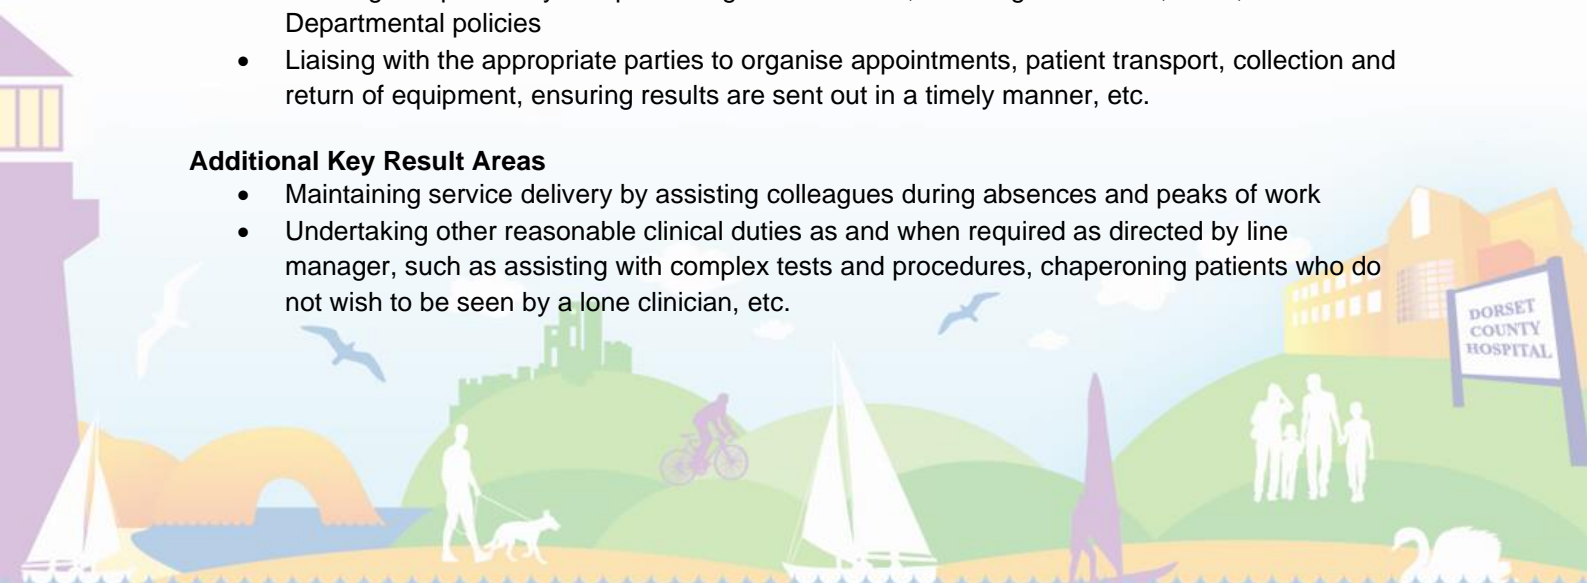 Departmental policies
• Liaising with the appropriate parties to organise appointments, patient transport, collection and
return of equipment, ensuring results are sent out in a timely manner, etc.
Additional Key Result Areas
• Maintaining service delivery by assisting colleagues during absences and peaks of work
• Undertaking other reasonable clinical duties as and when required as directed by line
manager, such as assisting with complex tests and procedures, chaperoning patients who do
not wish to be seen by a lone clinician, etc.
DORSET
COUNTY
HOSPITAL